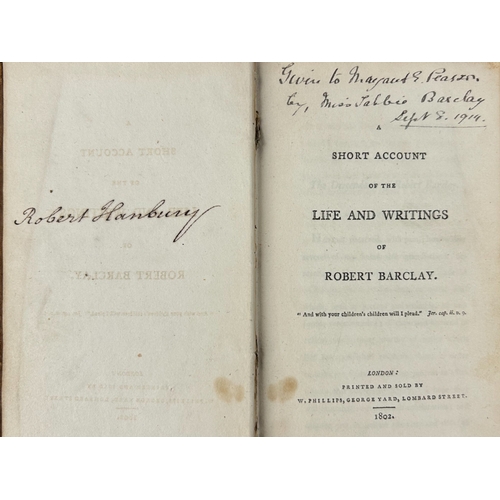 Robert Hanbury
Given to Margaret E. Pearson.
by, Miss Tabbie Barclay
Sept 8. 1914.
A
SHORT ACCOUNT
OF THE
LIFE AND WRITINGS
OF
ROBERT BARCLAY.
"And with your children's children will I plead." Jer. cap. ii. v. 9.
LONDON:
PRINTED AND SOLD BY
W. PHILLIPS, GEORGE YARD, LOMBARD STREET.
1802.